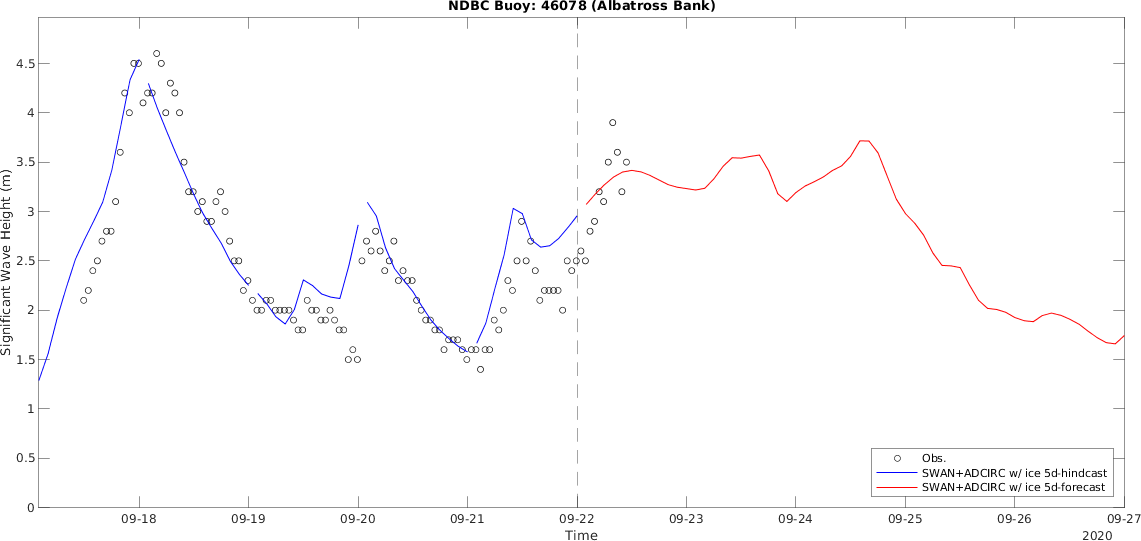 NDBC Buoy: 46078 (Albatross Bank)
Significant Wave Height (m)
4.5
4
3.5
3
2.5
2
1.5
1
0.5
0
Obs.
SWAN+ADCIRC w/ ice 5d-hindcast
SWAN+ADCIRC w/ ice 5d-forecast
09-18 09-19 09-20 09-21 09-22 09-23 09-24 09-25 09-26 09-27
Time
2020